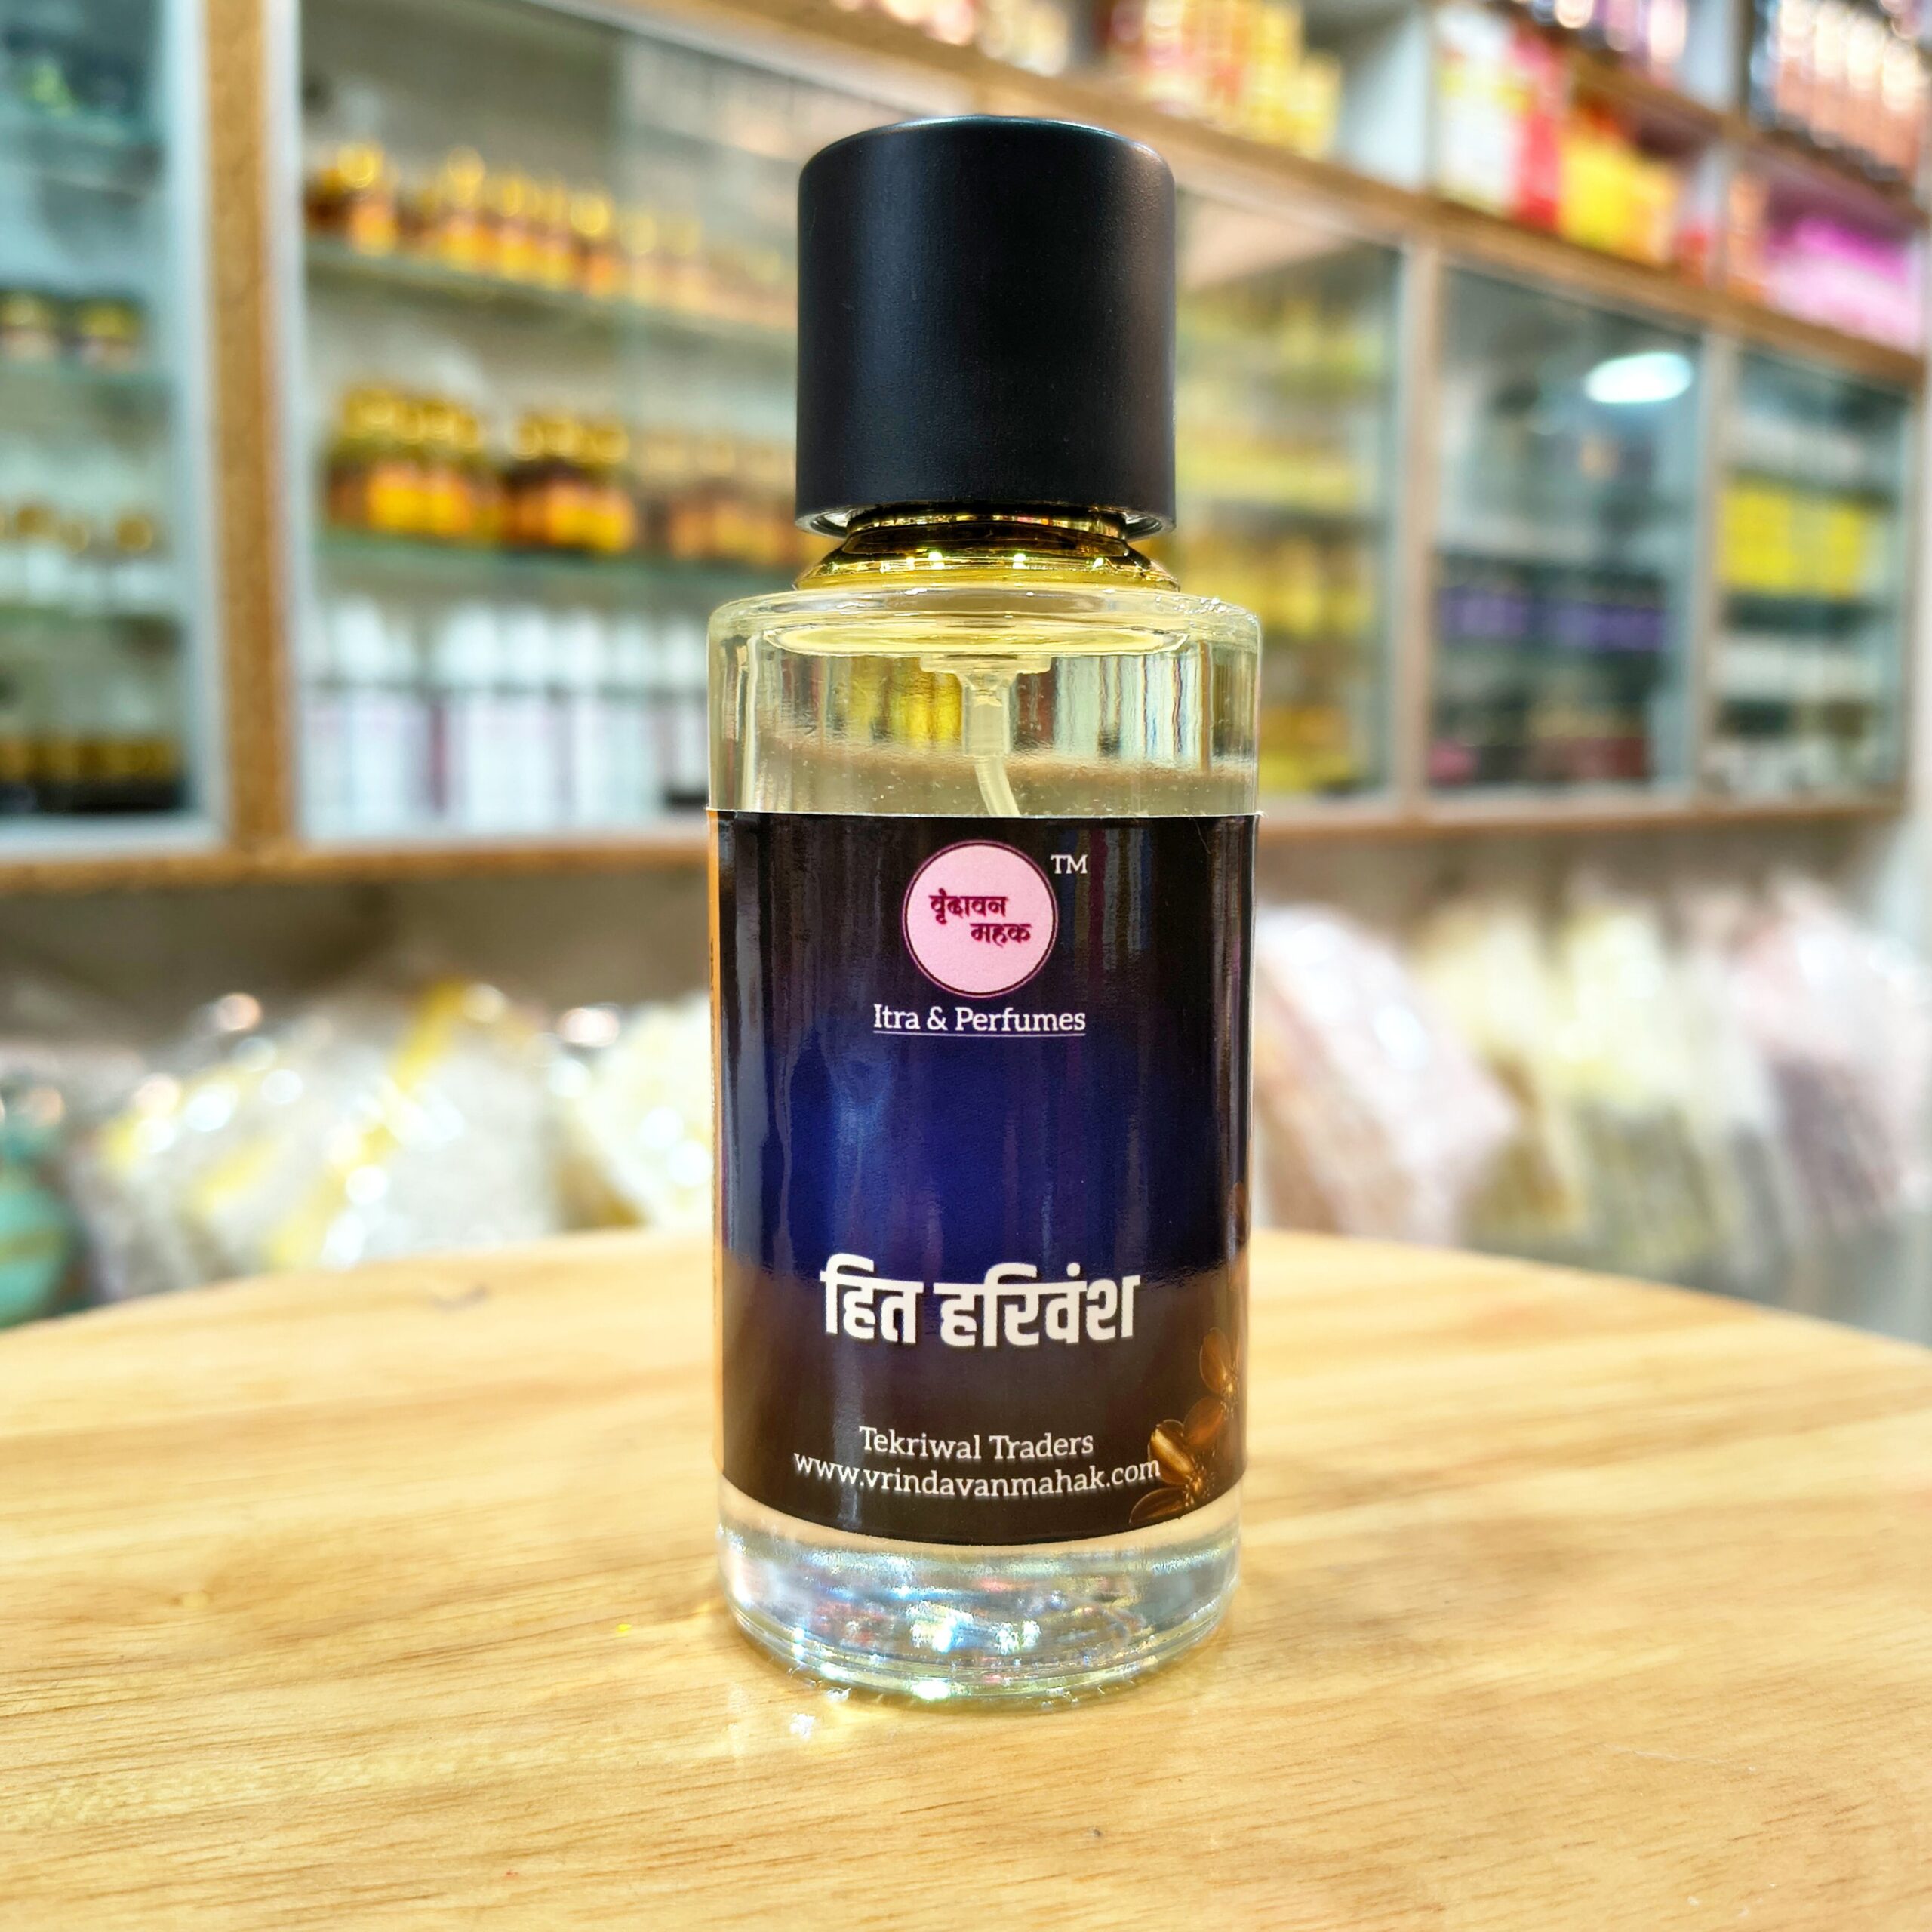 वृंदावन
महक
TM
Itra & Perfumes
हित हरिवंश
Tekriwal Traders
www.vrindavanmahak.com